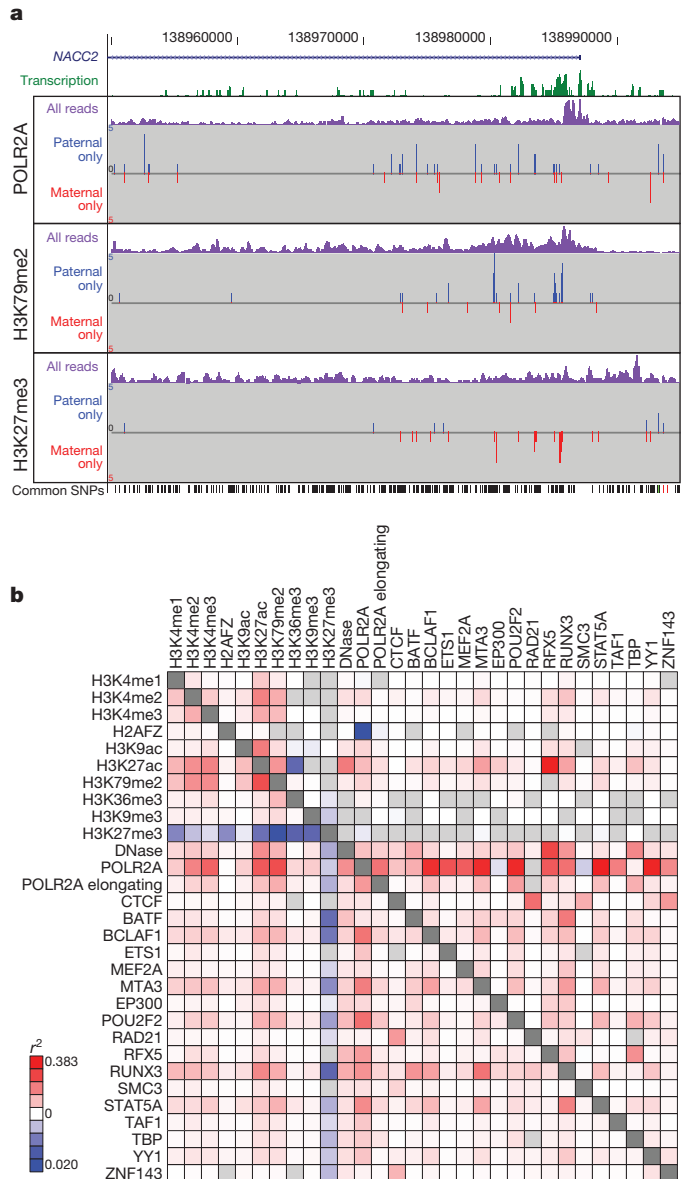 a
138960000 138970000 138980000 138990000
NACC2
Transcription
POLR2A
All reads
5
Paternal only
0
Maternal only
5
H3K79me2
All reads
5
Paternal only
0
Maternal only
5
H3K27me3
All reads
5
Paternal only
0
Maternal only
5
Common SNPs
b
H3K4me1 H3K4me2 H3K4me3 H2AFZ H3K9ac H3K27ac H3K79me2 H3K36me3 H3K9me3 H3K27me3 DNase POLR2A POLR2A elongating CTCF BATF BCLAF1 ETS1 MEF2A MTA3 EP300 POU2F2 RAD21 RFX5 RUNX3 SMC3 STAT5A TAF1 TBP YY1 ZNF143
H3K4me1
H3K4me2
H3K4me3
H2AFZ
H3K9ac
H3K27ac
H3K79me2
H3K36me3
H3K9me3
H3K27me3
DNase
POLR2A
POLR2A elongating
CTCF
BATF
BCLAF1
ETS1
MEF2A
MTA3
EP300
POU2F2
RAD21
RFX5
RUNX3
SMC3
STAT5A
TAF1
TBP
YY1
ZNF143
r²
0.383
0
0.020